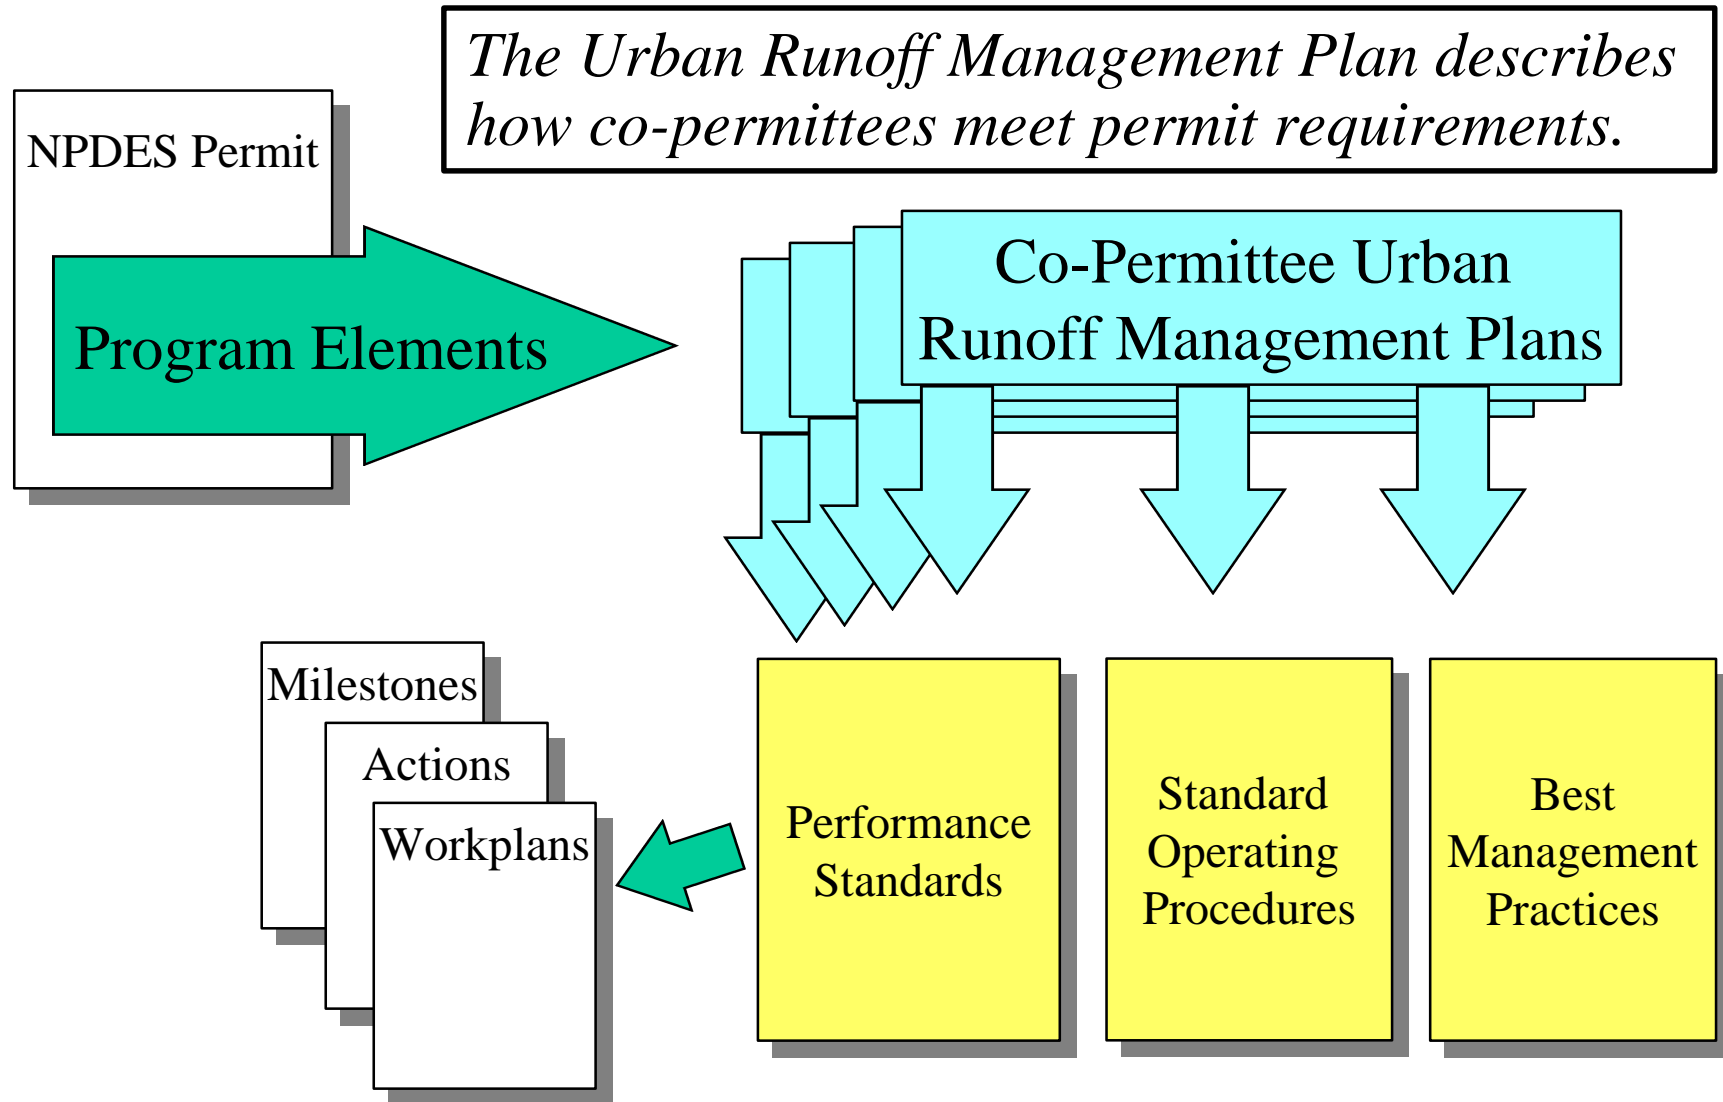 The Urban Runoff Management Plan describes
how co-permittees meet permit requirements.
NPDES Permit
Program Elements
Co-Permittee Urban
Runoff Management Plans
Milestones
Actions
Workplans
Performance
Standards
Standard
Operating
Procedures
Best
Management
Practices